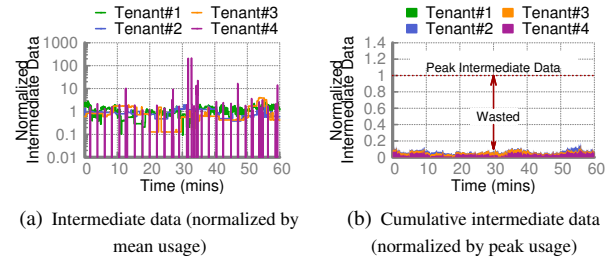 Tenant#1 Tenant#3
Tenant#2 Tenant#4
Normalized
Intermediate Data
1000
100
10
1
0.1
0.01
0 10 20 30 40 50 60
Time (mins)
(a) Intermediate data (normalized by
mean usage)
Tenant#1 Tenant#3
Tenant#2 Tenant#4
Normalized
Intermediate Data
1.4
1.2
1
0.8
0.6
0.4
0.2
0
Peak Intermediate Data
Wasted
0 10 20 30 40 50 60
Time (mins)
(b) Cumulative intermediate data
(normalized by peak usage)